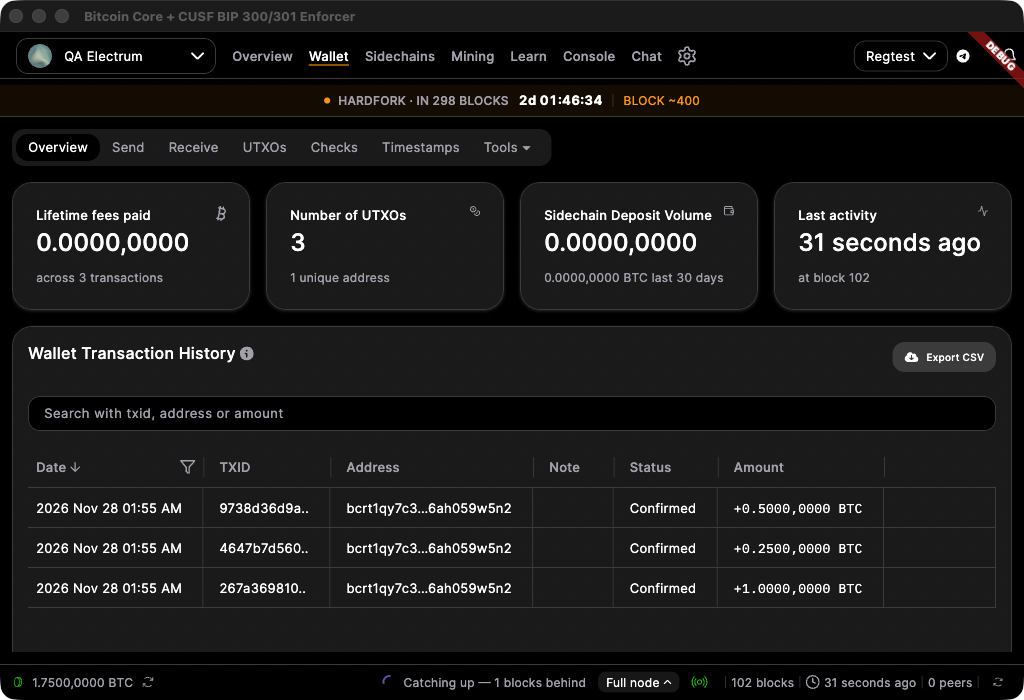 Bitcoin Core + CUSF BIP 300/301 Enforcer
QA Electrum Overview Wallet Sidechains Mining Learn Console Chat Regtest DEBUG
HARDFORK · IN 298 BLOCKS 2d 01:46:34 BLOCK ~400
Overview Send Receive UTXOs Checks Timestamps Tools
Lifetime fees paid
0.0000,0000
across 3 transactions
Number of UTXOs
3
1 unique address
Sidechain Deposit Volume
0.0000,0000
0.0000,0000 BTC last 30 days
Last activity
31 seconds ago
at block 102
Wallet Transaction History
Export CSV
Search with txid, address or amount
Date TXID Address Note Status Amount
2026 Nov 28 01:55 AM 9738d36d9a.. bcrt1qy7c3...6ah059w5n2 Confirmed +0.5000,0000 BTC
2026 Nov 28 01:55 AM 4647b7d560.. bcrt1qy7c3...6ah059w5n2 Confirmed +0.2500,0000 BTC
2026 Nov 28 01:55 AM 267a369810.. bcrt1qy7c3...6ah059w5n2 Confirmed +1.0000,0000 BTC
1.7500,0000 BTC Catching up — 1 blocks behind Full node 102 blocks 31 seconds ago 0 peers